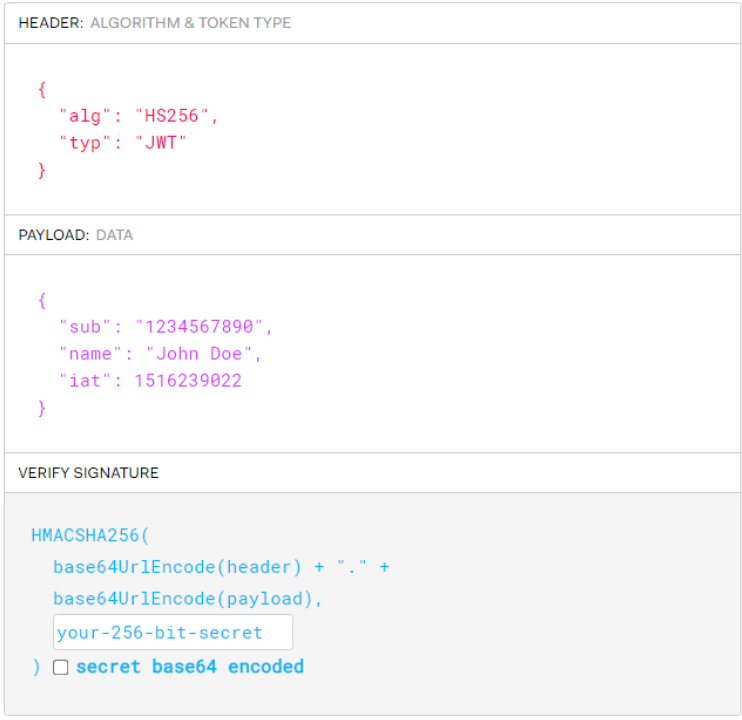 HEADER: ALGORITHM & TOKEN TYPE
{
"alg": "HS256",
"typ": "JWT"
}
PAYLOAD: DATA
{
"sub": "1234567890",
"name": "John Doe",
"iat": 1516239022
}
VERIFY SIGNATURE
HMACSHA256(
base64UrlEncode(header) + "." +
base64UrlEncode(payload),
your-256-bit-secret
) secret base64 encoded